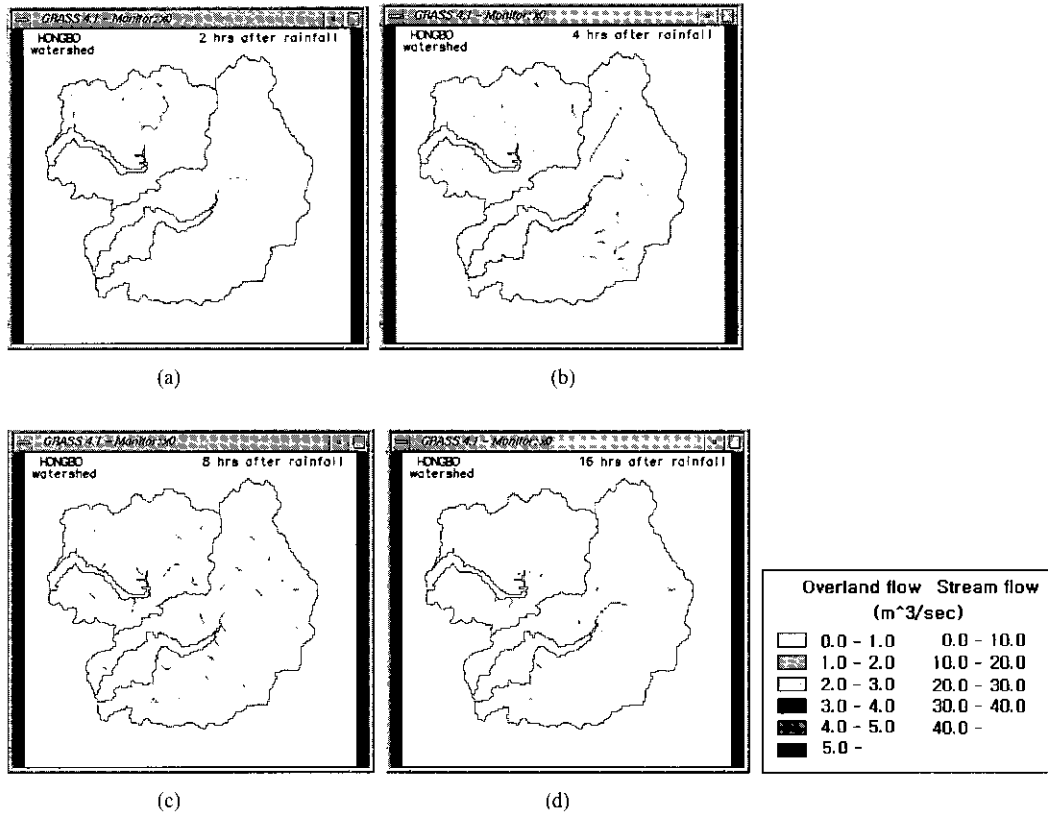 GRASS 4.1 - Monitor: x0
HONGBO
watershed
2 hrs after rainfall
(a)
GRASS 4.1 - Monitor: x0
HONGBO
watershed
4 hrs after rainfall
(b)
GRASS 4.1 - Monitor: x0
HONGBO
watershed
8 hrs after rainfall
(c)
GRASS 4.1 - Monitor: x0
HONGBO
watershed
16 hrs after rainfall
(d)
Overland flow Stream flow
(m^3/sec)
0.0 - 1.0 0.0 - 10.0
1.0 - 2.0 10.0 - 20.0
2.0 - 3.0 20.0 - 30.0
3.0 - 4.0 30.0 - 40.0
4.0 - 5.0 40.0 -
5.0 -